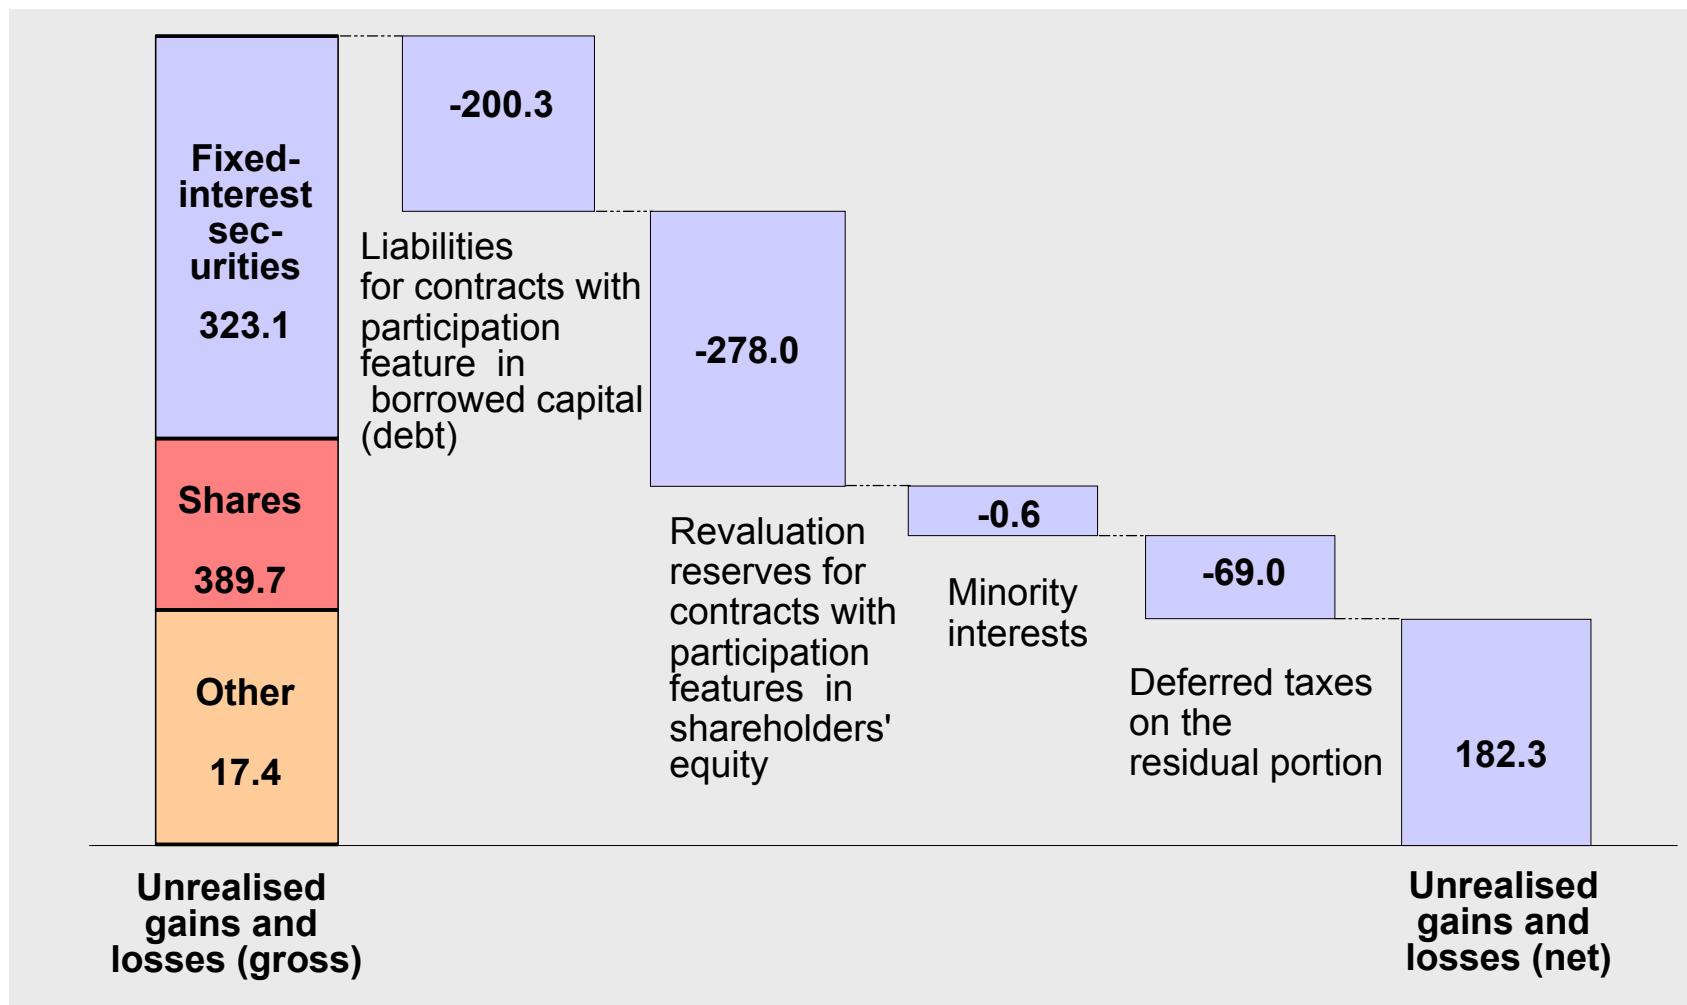 Fixed-
interest
sec-
urities
323.1
Shares
389.7
Other
17.4
Unrealised
gains and
losses (gross)
-200.3
Liabilities
for contracts with
participation
feature in
borrowed capital
(debt)
-278.0
Revaluation
reserves for
contracts with
participation
features in
shareholders'
equity
-0.6
Minority
interests
-69.0
Deferred taxes
on the
residual portion
182.3
Unrealised
gains and
losses (net)